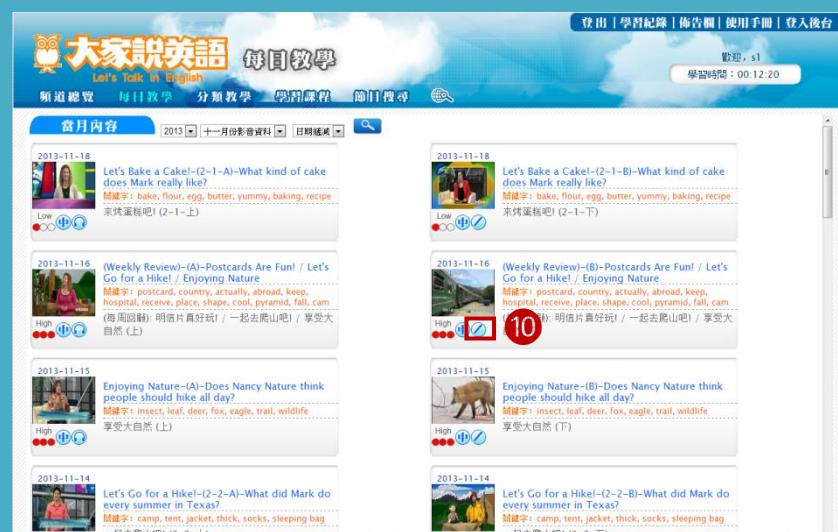 登出 | 學習紀錄 | 佈告欄 | 使用手冊 | 登入後台
大家說英語 每日教學
Let's Talk In English
歡迎, s1
學習時間：00:12:20
頻道總覽 每日教學 分類教學 學習課程 節目搜尋
當月內容 2013 十一月份影音資料 日期遞減
2013-11-18
Let's Bake a Cake!-(2-1-A)-What kind of cake
does Mark really like?
關鍵字: bake, flour, egg, butter, yummy, baking, recipe
Low
來烤蛋糕吧! (2-1-上)
2013-11-18
Let's Bake a Cake!-(2-1-B)-What kind of cake
does Mark really like?
關鍵字: bake, flour, egg, butter, yummy, baking, recipe
Low
來烤蛋糕吧! (2-1-下)
2013-11-16
(Weekly Review)-(A)-Postcards Are Fun! / Let's
Go for a Hike! / Enjoying Nature
關鍵字: postcard, country, actually, abroad, keep,
hospital, receive, place, shape, cool, pyramid, fall, cam
High
(每周回顧): 明信片真好玩! / 一起去爬山吧! / 享受大
自然 (上)
2013-11-16
(Weekly Review)-(B)-Postcards Are Fun! / Let's
Go for a Hike! / Enjoying Nature
關鍵字: postcard, country, actually, abroad, keep,
hospital, receive, place, shape, cool, pyramid, fall, cam
High
10
明信片真好玩! / 一起去爬山吧! / 享受大
2013-11-15
Enjoying Nature-(A)-Does Nancy Nature think
people should hike all day?
關鍵字: insect, leaf, deer, fox, eagle, trail, wildlife
High
享受大自然 (上)
2013-11-15
Enjoying Nature-(B)-Does Nancy Nature think
people should hike all day?
關鍵字: insect, leaf, deer, fox, eagle, trail, wildlife
High
享受大自然 (下)
2013-11-14
Let's Go for a Hike!-(2-2-A)-What did Mark do
every summer in Texas?
關鍵字: camp, tent, jacket, thick, socks, sleeping bag
2013-11-14
Let's Go for a Hike!-(2-2-B)-What did Mark do
every summer in Texas?
關鍵字: camp, tent, jacket, thick, socks, sleeping bag